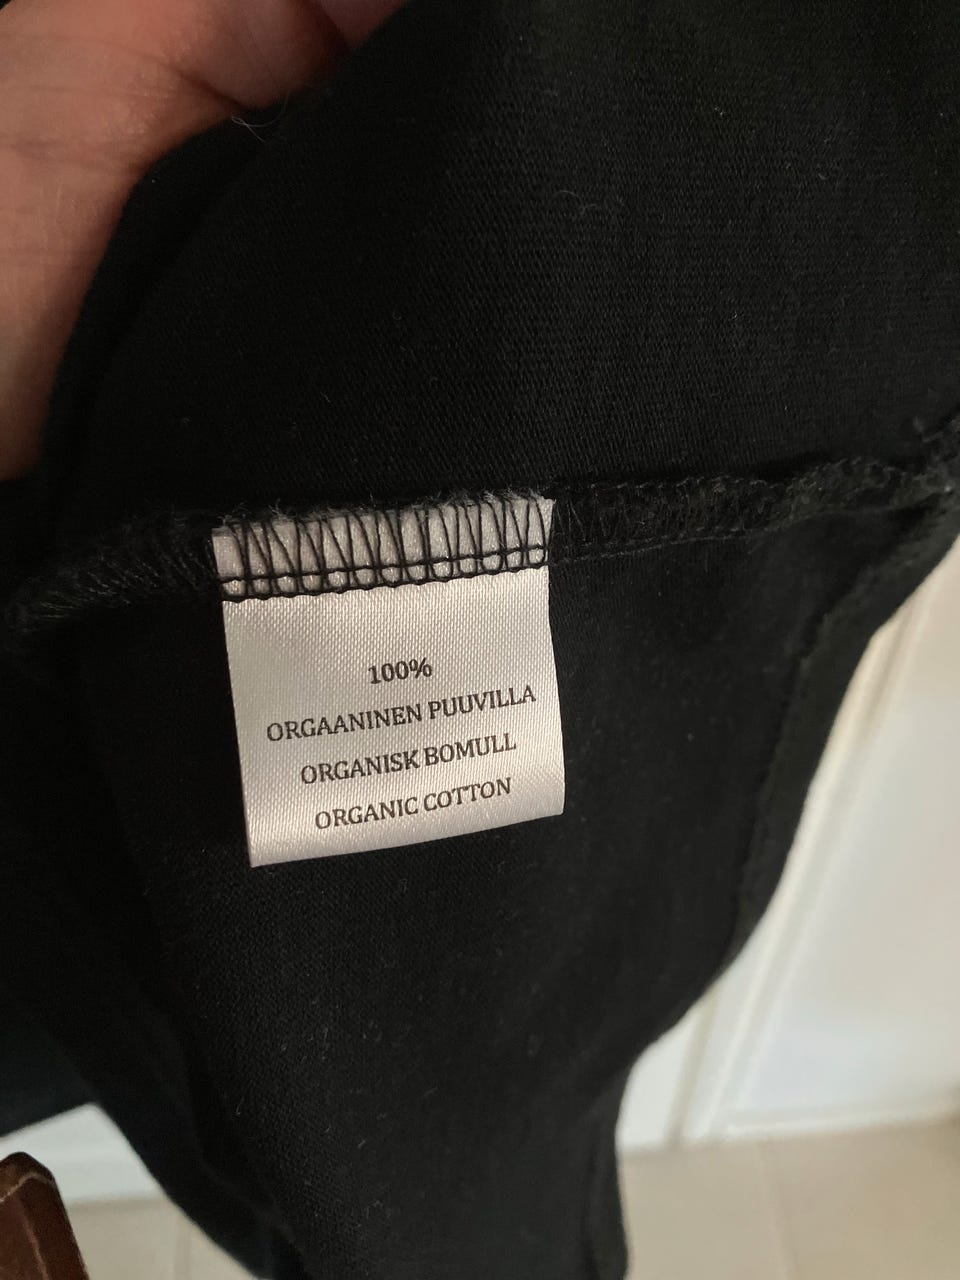 100%
ORGAANINEN PUUVILLA
ORGANISK BOMULL
ORGANIC COTTON